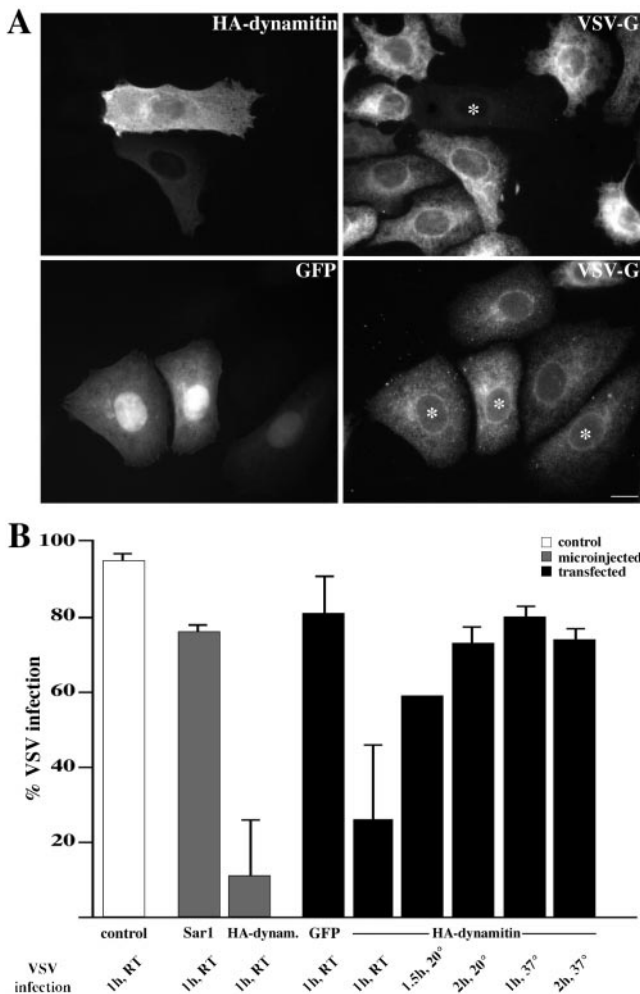 A
HA-dynamitin
VSV-G
*
GFP
VSV-G
* * *
B
100
80
60
40
20
% VSV infection
control
microinjected
transfected
control
Sar1
HA-dynam.
GFP
HA-dynamitin
VSV
infection
1h, RT
1h, RT
1h, RT
1h, RT
1h, RT
1.5h, 20°
2h, 20°
1h, 37°
2h, 37°